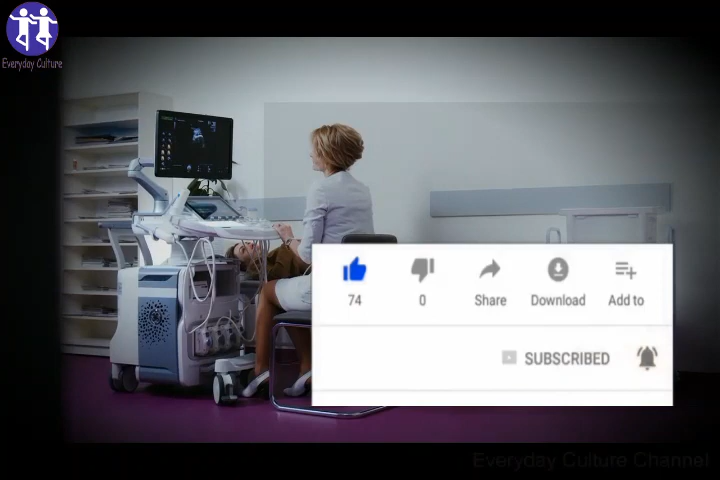 Everyday Culture
74
0
Share
Download
Add to
SUBSCRIBED
Everyday Culture Channel